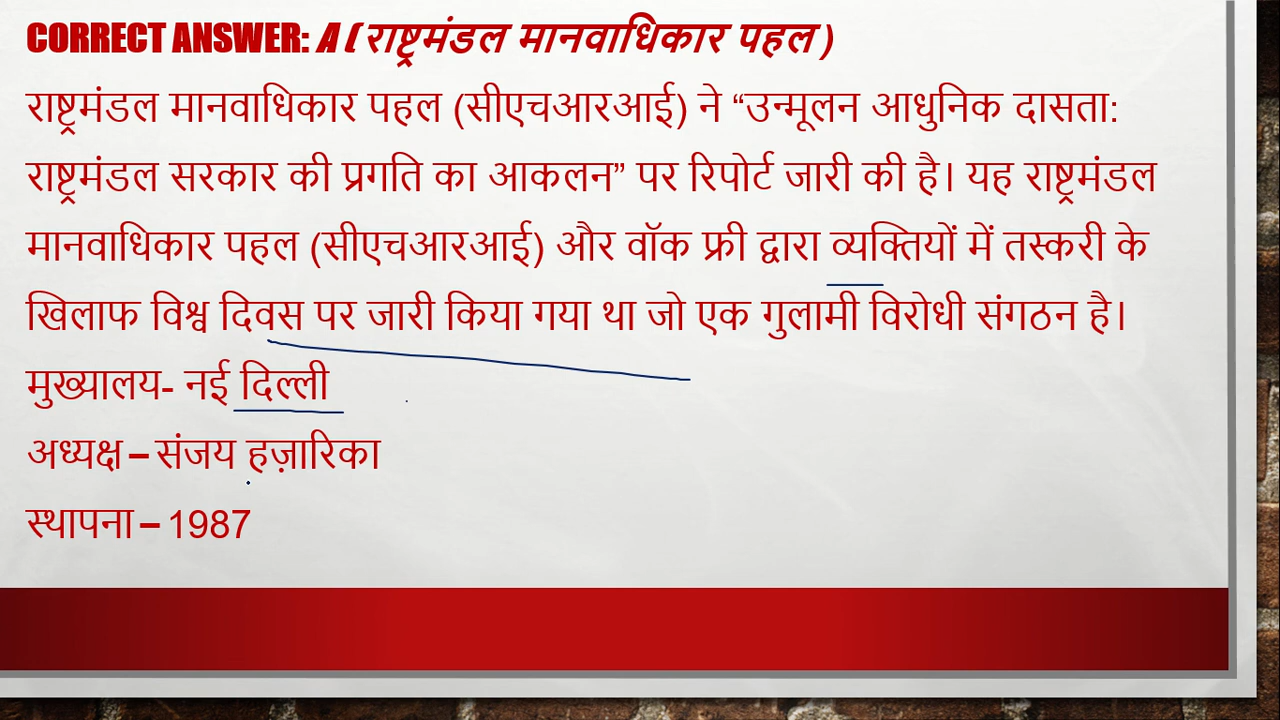 CORRECT ANSWER: A ( राष्ट्रमंडल मानवाधिकार पहल )
राष्ट्रमंडल मानवाधिकार पहल (सीएचआरआई) ने “उन्मूलन आधुनिक दासता:
राष्ट्रमंडल सरकार की प्रगति का आकलन” पर रिपोर्ट जारी की है। यह राष्ट्रमंडल
मानवाधिकार पहल (सीएचआरआई) और वॉक फ्री द्वारा व्यक्तियों में तस्करी के
खिलाफ विश्व दिवस पर जारी किया गया था जो एक गुलामी विरोधी संगठन है।
मुख्यालय- नई दिल्ली
अध्यक्ष – संजय हज़ारिका
स्थापना – 1987